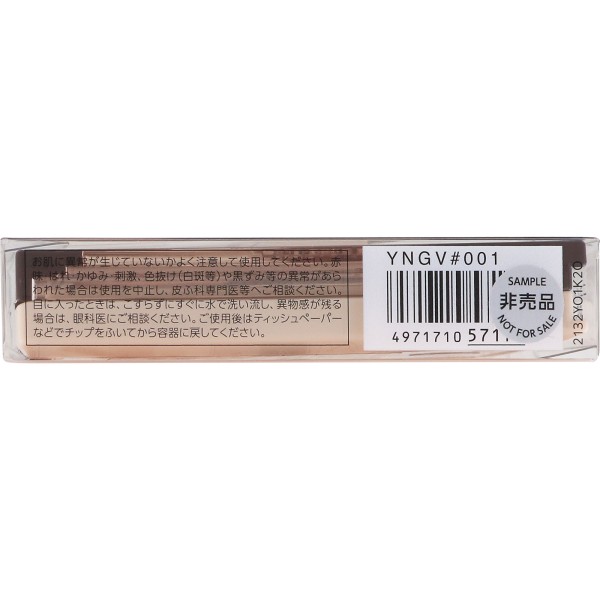 お肌に異常が生じていないかよく注意して使用してください。赤
味・はれ・かゆみ・刺激、色抜け(白斑等)や黒ずみ等の異常があら
われた場合は使用を中止し、皮ふ科専門医等へご相談ください。
目に入ったときは、こすらずにすぐに水で洗い流し、異物感が残る
場合は、眼科医にご相談ください。ご使用後はティッシュペーパー
などでチップをふいてから容器に戻してください。
YNGV#001
4971710 571
SAMPLE
非売品
NOT FOR SALE
2132YO1K2O